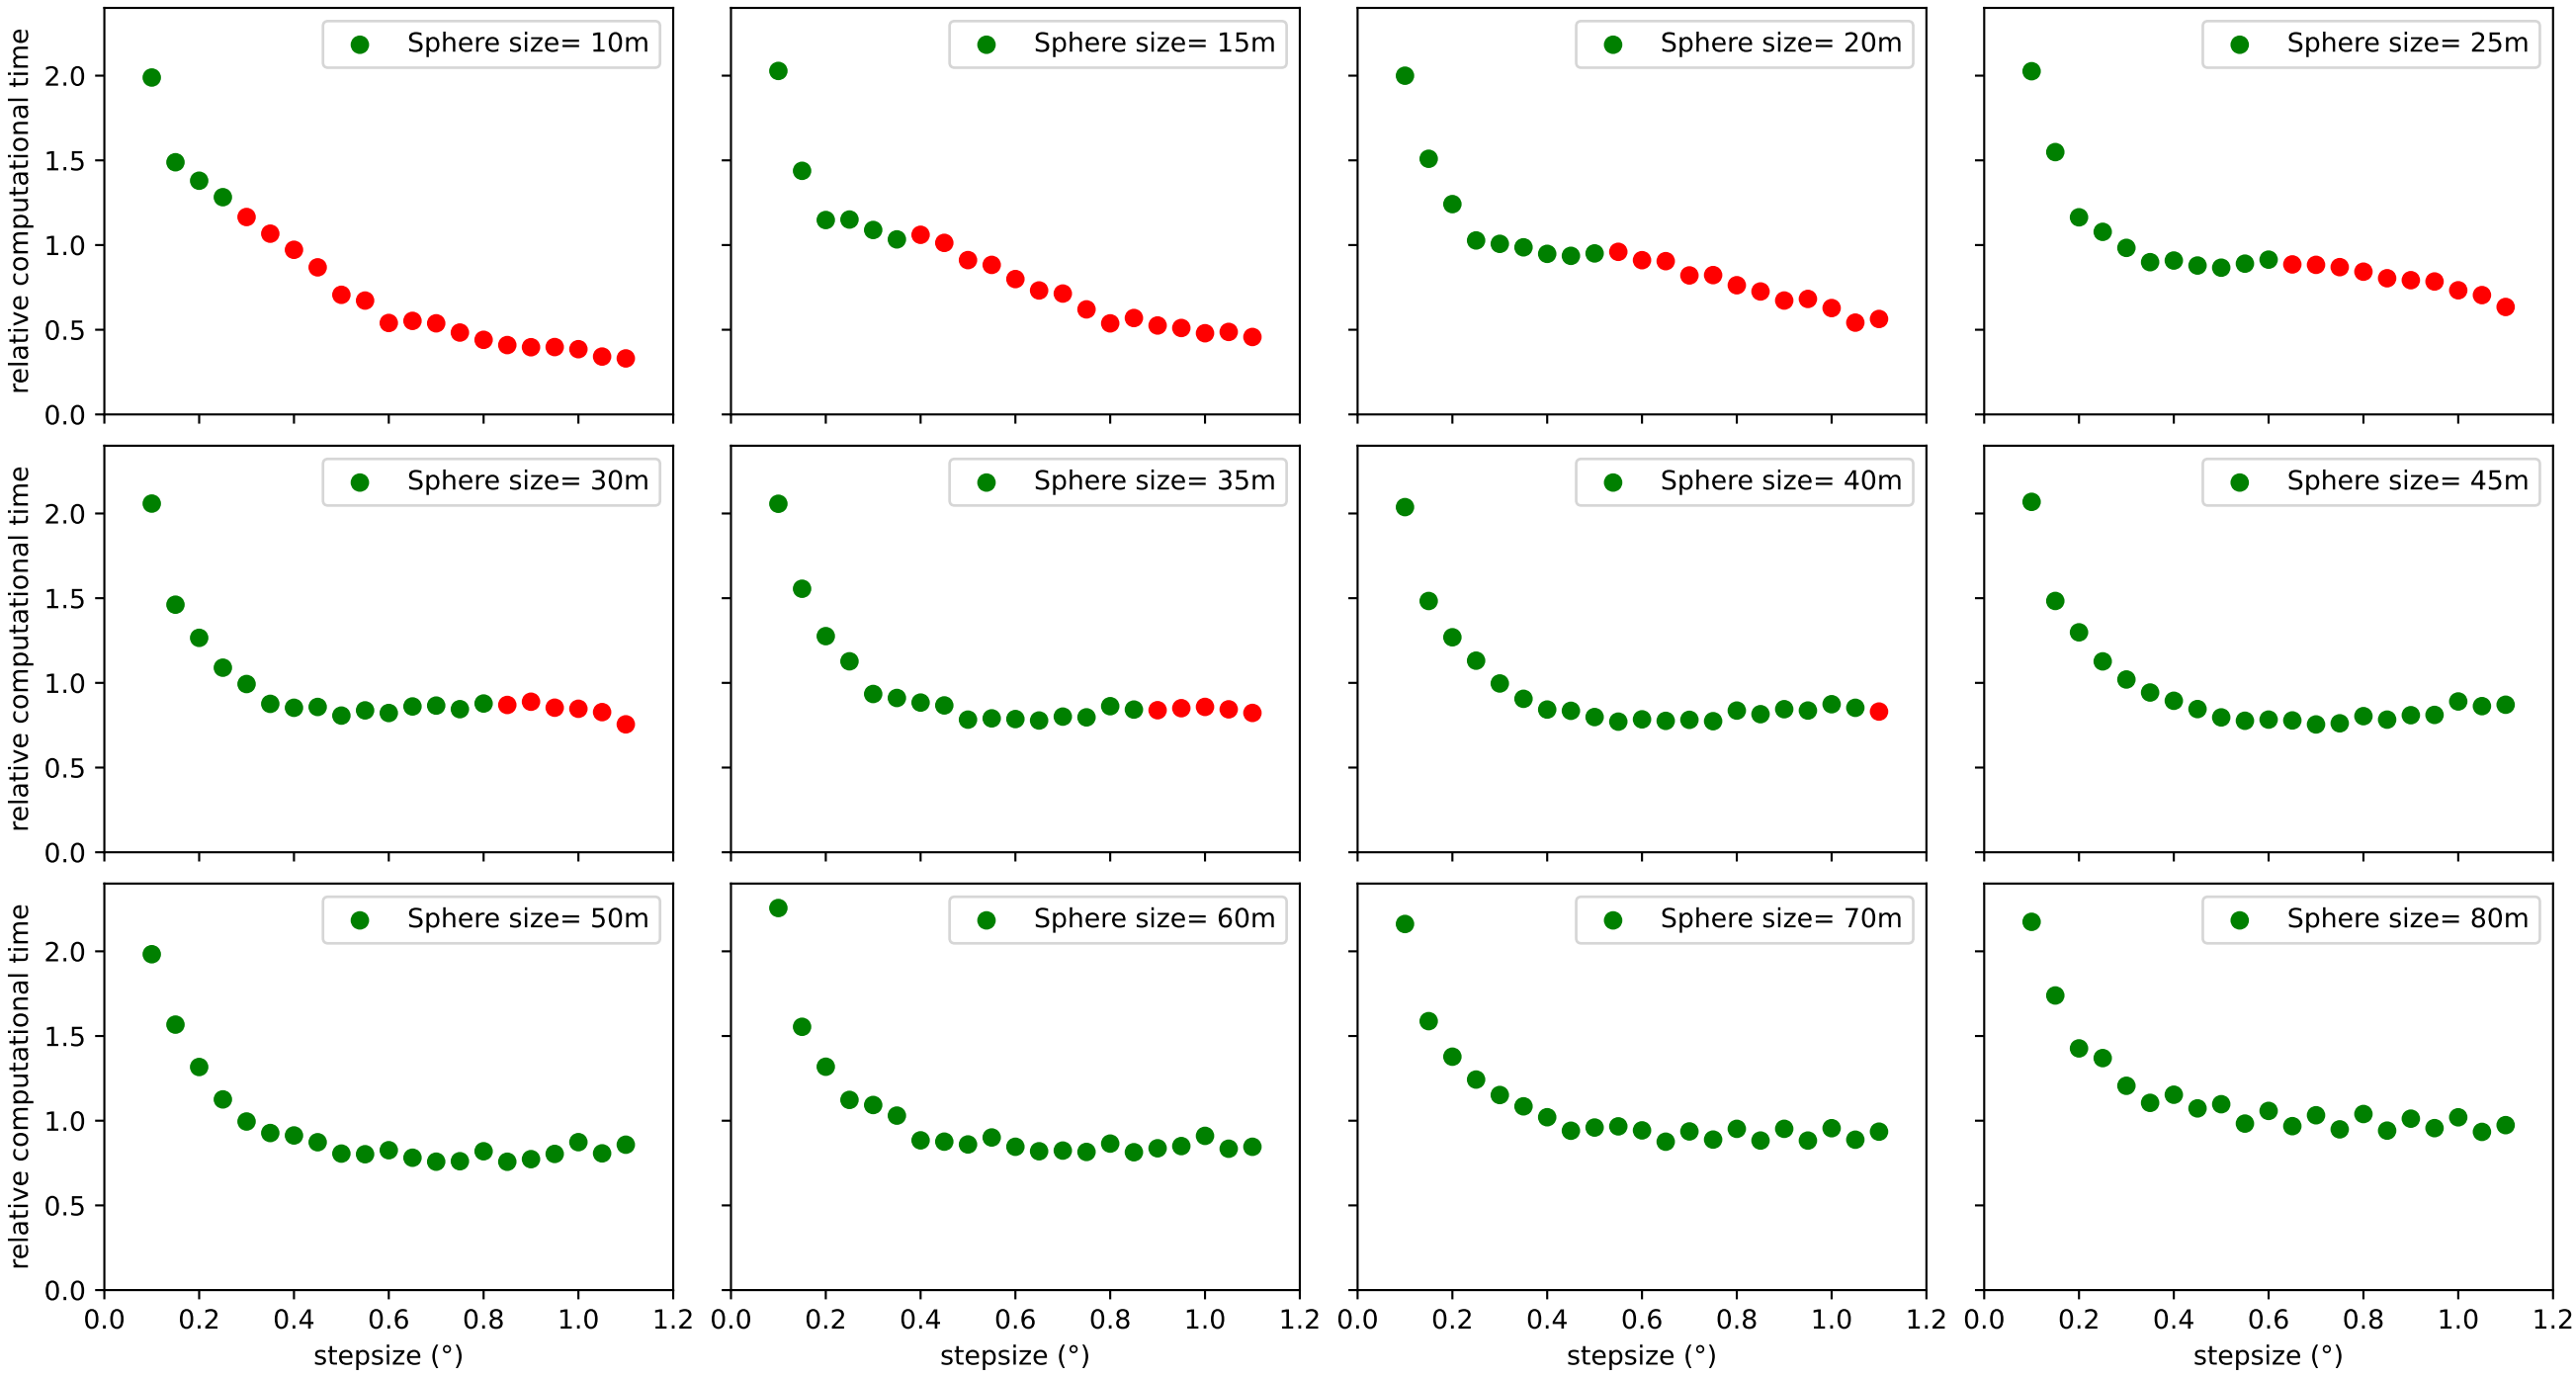 relative computational time
2.0
1.5
1.0
0.5
0.0
Sphere size= 10m
Sphere size= 15m
Sphere size= 20m
Sphere size= 25m
relative computational time
2.0
1.5
1.0
0.5
0.0
Sphere size= 30m
Sphere size= 35m
Sphere size= 40m
Sphere size= 45m
relative computational time
2.0
1.5
1.0
0.5
0.0
Sphere size= 50m
Sphere size= 60m
Sphere size= 70m
Sphere size= 80m
0.0 0.2 0.4 0.6 0.8 1.0 1.2
0.0 0.2 0.4 0.6 0.8 1.0 1.2
0.0 0.2 0.4 0.6 0.8 1.0 1.2
0.0 0.2 0.4 0.6 0.8 1.0 1.2
stepsize (°)
stepsize (°)
stepsize (°)
stepsize (°)